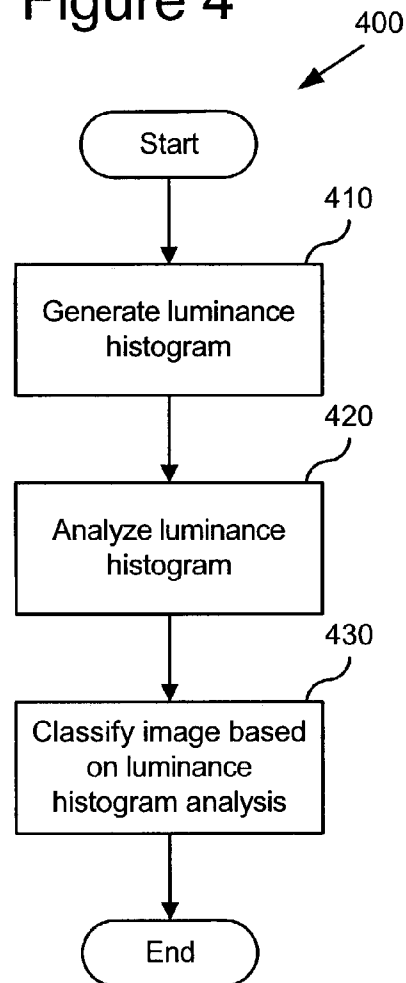 Figure 4
400
Start
410
Generate luminance
histogram
420
Analyze luminance
histogram
430
Classify image based
on luminance
histogram analysis
End